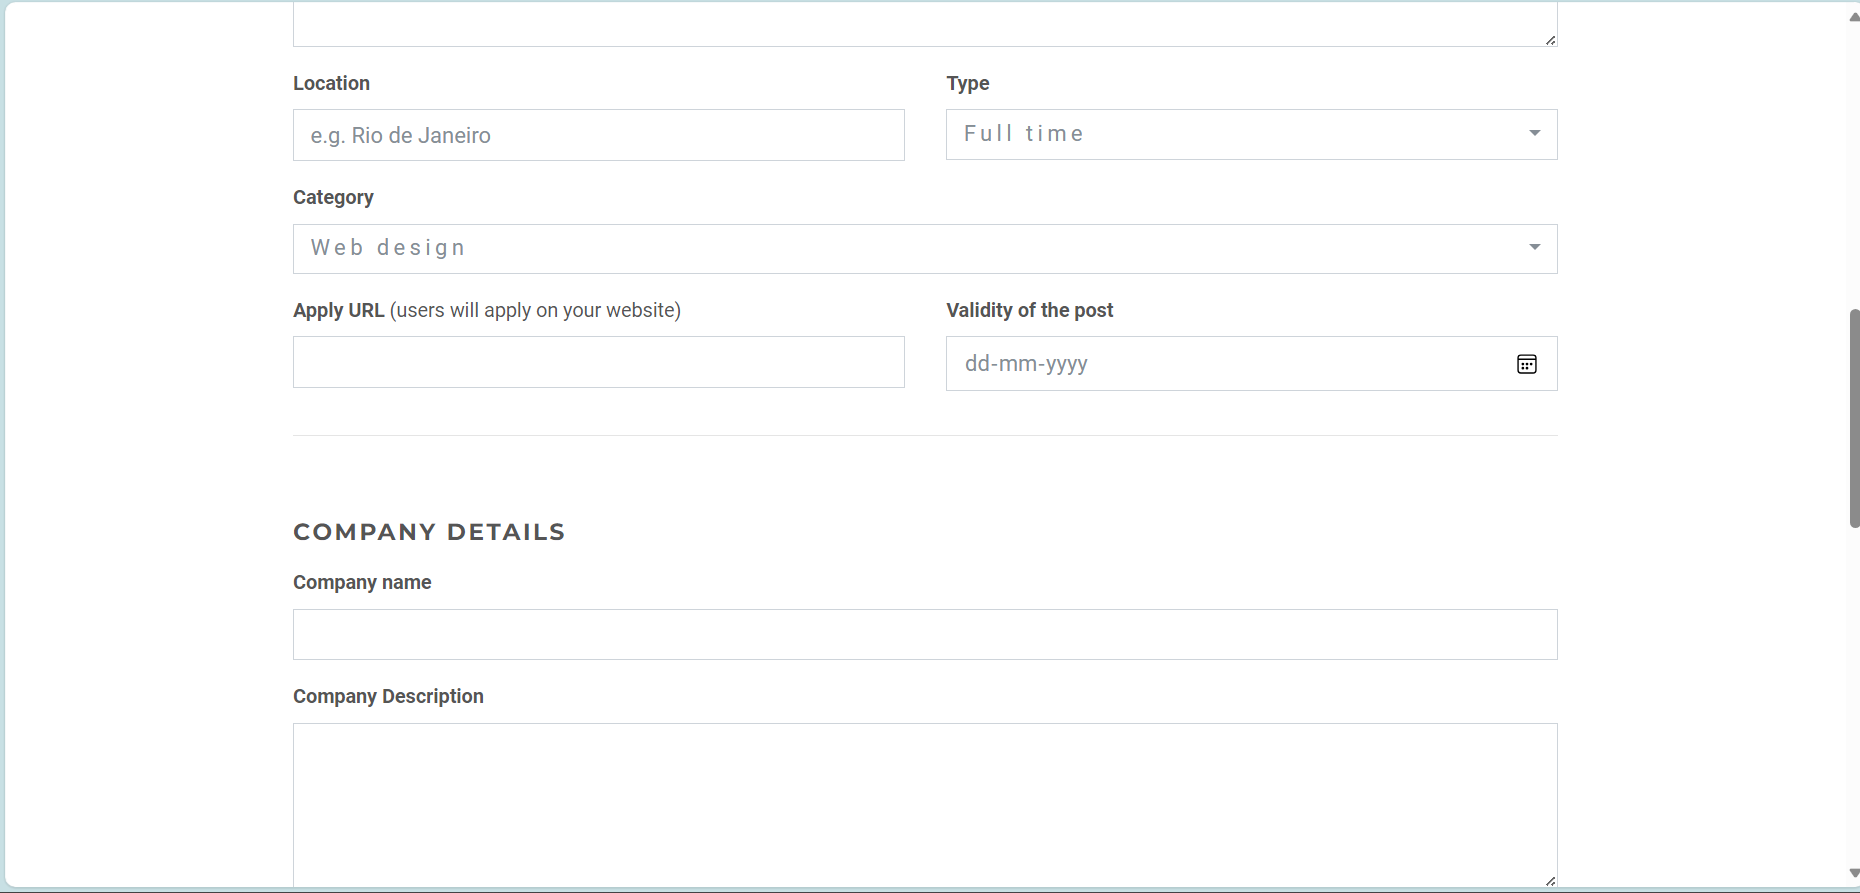 Location
Type
e.g. Rio de Janeiro
Full time
Category
Web design
Apply URL (users will apply on your website)
Validity of the post
dd-mm-yyyy
COMPANY DETAILS
Company name
Company Description